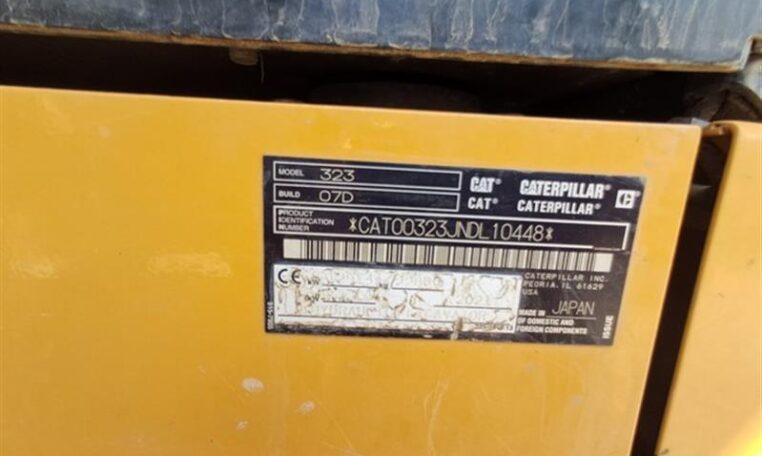 MODEL 323
BUILD 07D
CAT® CATERPILLAR®
CAT® CATERPILLAR®
PRODUCT IDENTIFICATION NUMBER *CAT00323JNDL10448*
CE
CATERPILLAR INC.
PEORIA, IL 61629
USA
MADE IN JAPAN
OF DOMESTIC AND
FOREIGN COMPONENTS
ISSUE